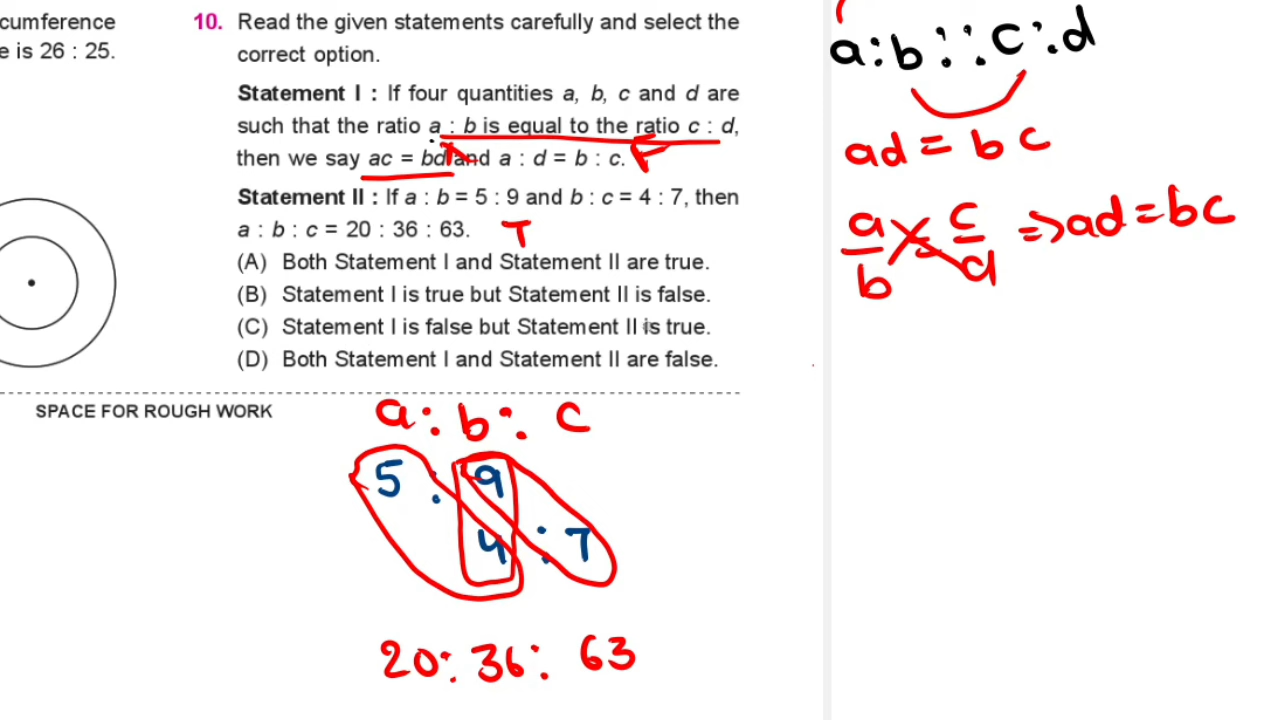 cumference
e is 26 : 25.
10. Read the given statements carefully and select the
correct option.
Statement I : If four quantities a, b, c and d are
such that the ratio a : b is equal to the ratio c : d,
then we say ac = bd and a : d = b : c.
Statement II : If a : b = 5 : 9 and b : c = 4 : 7, then
a : b : c = 20 : 36 : 63. T
(A) Both Statement I and Statement II are true.
(B) Statement I is true but Statement II is false.
(C) Statement I is false but Statement II is true.
(D) Both Statement I and Statement II are false.
SPACE FOR ROUGH WORK
a : b : c
5 : 9
4 : 7
20 : 36 : 63
a : b :: c : d
ad = bc
a/b = c/d => ad = bc